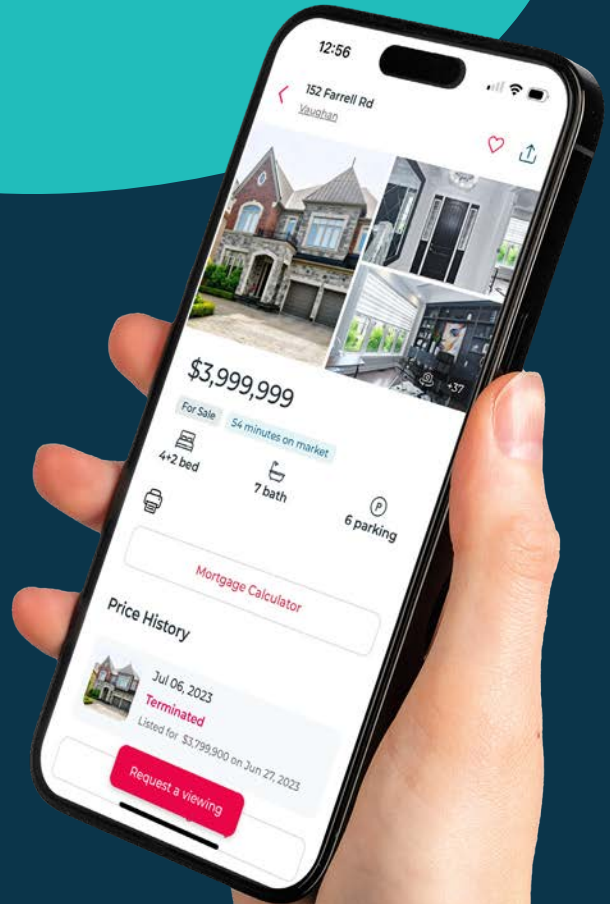 12:56
152 Farrell Rd
Vaughan
+37
$3,999,999
For Sale
54 minutes on market
4+2 bed
7 bath
P
6 parking
Mortgage Calculator
Price History
Jul 06, 2023
Terminated
Listed for $3,799,900 on Jun 27, 2023
Request a viewing